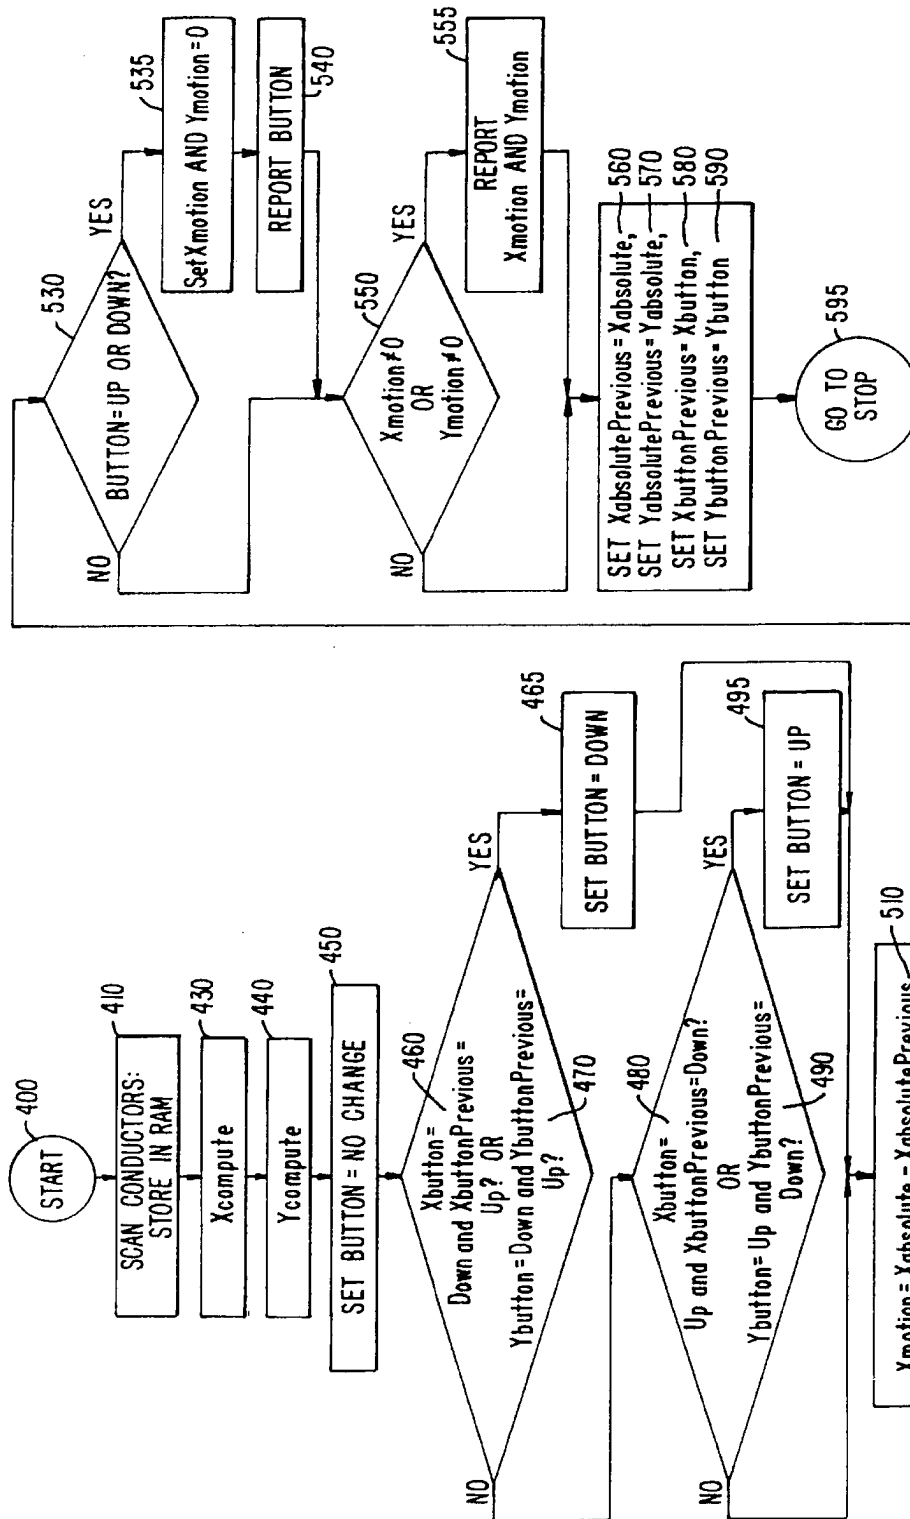 400
START
410
SCAN CONDUCTORS:
STORE IN RAM
430
Xcompute
440
Ycompute
450
SET BUTTON = NO CHANGE
460
Xbutton =
Down and XbuttonPrevious =
Up? OR
Ybutton = Down and YbuttonPrevious =
Up?
470
YES
NO
465
SET BUTTON = DOWN
480
Xbutton =
Up and XbuttonPrevious = Down?
OR
Ybutton = Up and YbuttonPrevious =
Down?
490
YES
NO
495
SET BUTTON = UP
510
Xmotion = Xabsolute - XabsolutePrevious
530
BUTTON = UP OR DOWN?
YES
NO
535
Set Xmotion AND Ymotion = 0
540
REPORT BUTTON
550
Xmotion ≠ 0
OR
Ymotion ≠ 0
YES
NO
555
REPORT
Xmotion AND Ymotion
SET XabsolutePrevious = Xabsolute, 560
SET YabsolutePrevious = Yabsolute, 570
SET XbuttonPrevious = Xbutton, 580
SET YbuttonPrevious = Ybutton 590
595
GO TO
STOP